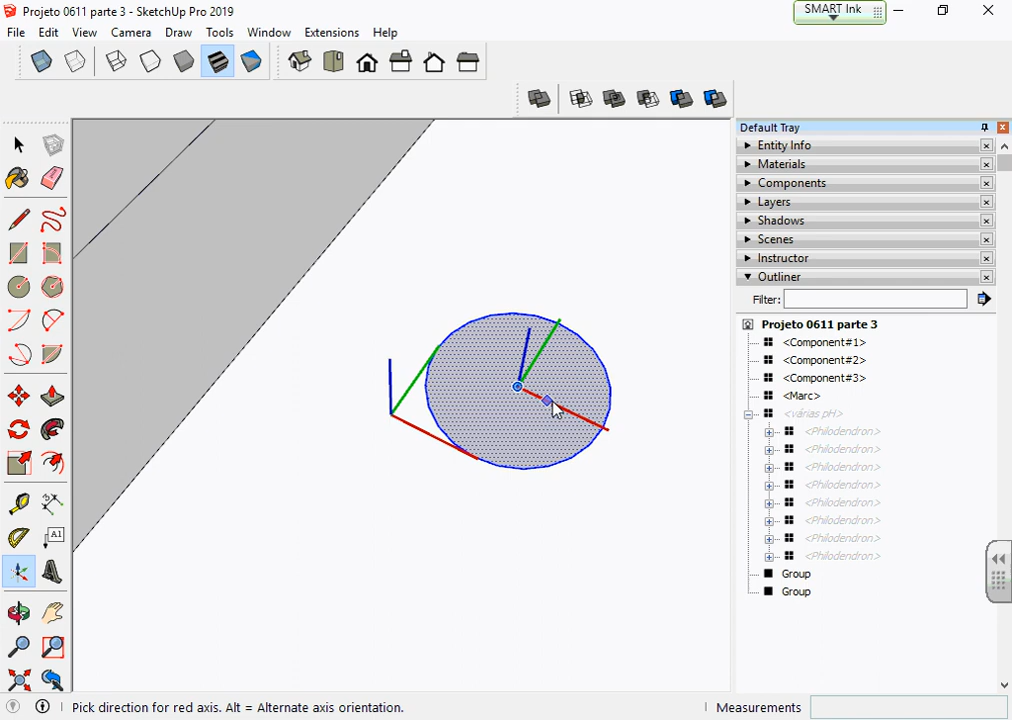 Projeto 0611 parte 3 - SketchUp Pro 2019
SMART Ink
File Edit View Camera Draw Tools Window Extensions Help
Default Tray
Entity Info
Materials
Components
Layers
Shadows
Scenes
Instructor
Outliner
Filter:
Projeto 0611 parte 3
<Component#1>
<Component#2>
<Component#3>
<Marc>
<várias pH>
<Philodendron>
<Philodendron>
<Philodendron>
<Philodendron>
<Philodendron>
<Philodendron>
<Philodendron>
<Philodendron>
Group
Group
A1
Pick direction for red axis. Alt = Alternate axis orientation.
Measurements